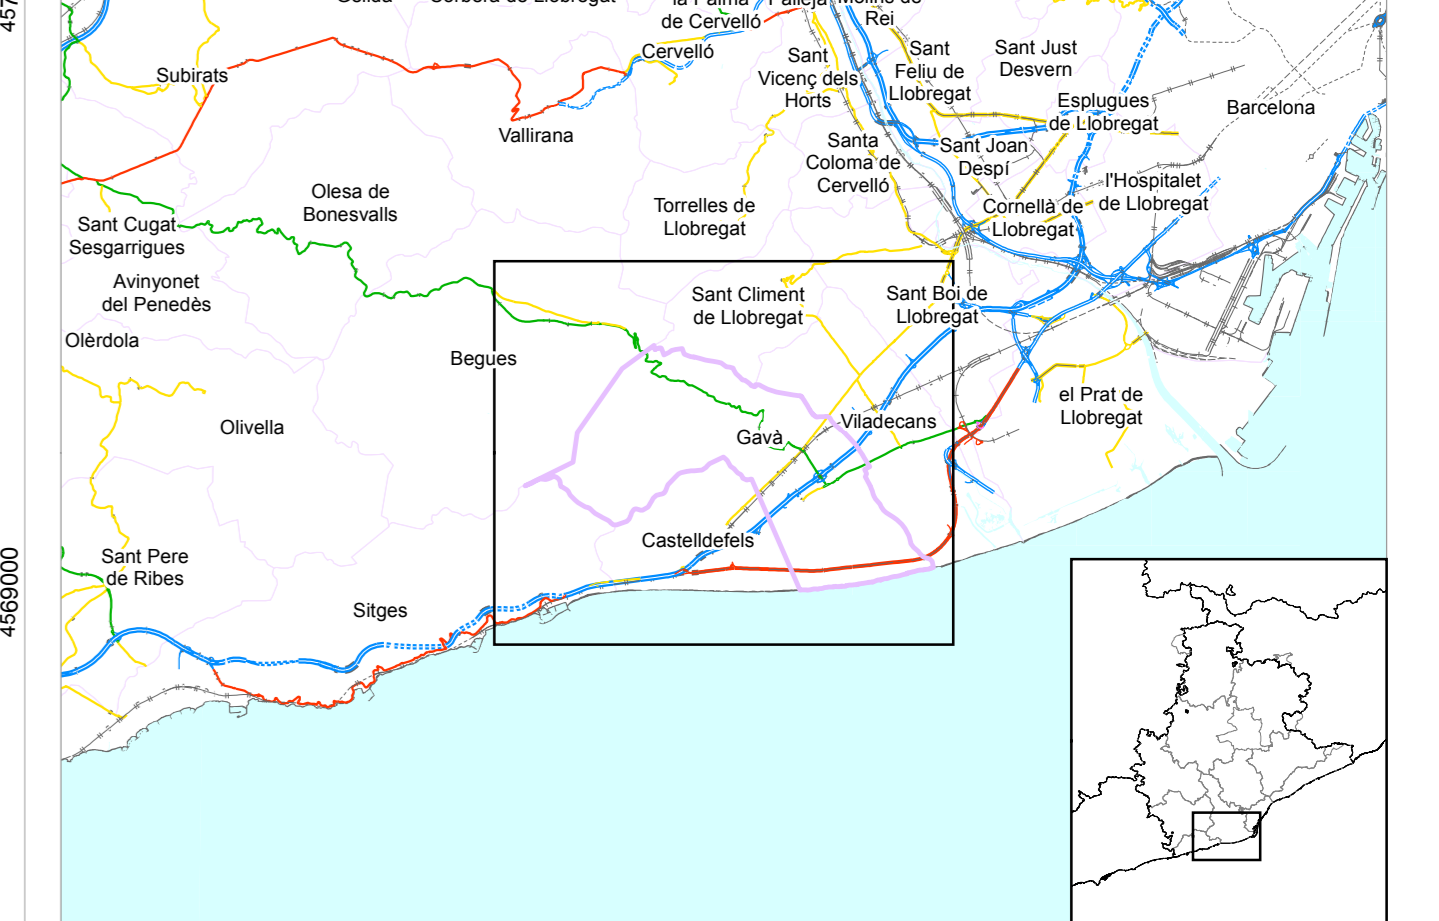 la Palma
de Cervelló
Rei
Cervelló
Subirats
Sant
Vicenç dels
Horts
Sant
Feliu de
Llobregat
Sant Just
Desvern
Esplugues
de Llobregat
Barcelona
Vallirana
Santa
Coloma de
Cervelló
Sant Joan
Despí
l'Hospitalet
de Llobregat
Olesa de
Bonesvalls
Torrelles de
Llobregat
Cornellà de
Llobregat
Sant Cugat
Sesgarrigues
Avinyonet
del Penedès
Sant Climent
de Llobregat
Sant Boi de
Llobregat
Olèrdola
Begues
el Prat de
Llobregat
Olivella
Gavà
Viladecans
Castelldefels
Sant Pere
de Ribes
Sitges
4569000